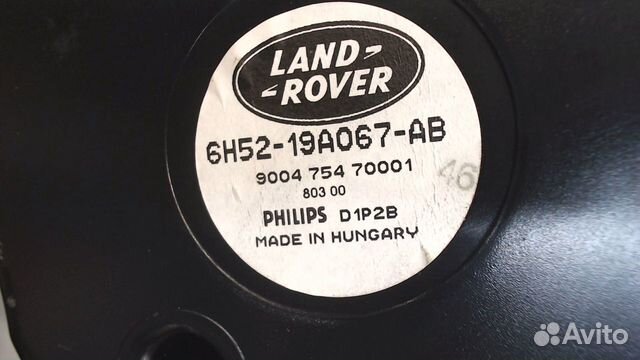 LAND-
-ROVER
6H52-19A067-AB
9004 754 70001
803 00
46
PHILIPS D1P2B
MADE IN HUNGARY
Avito